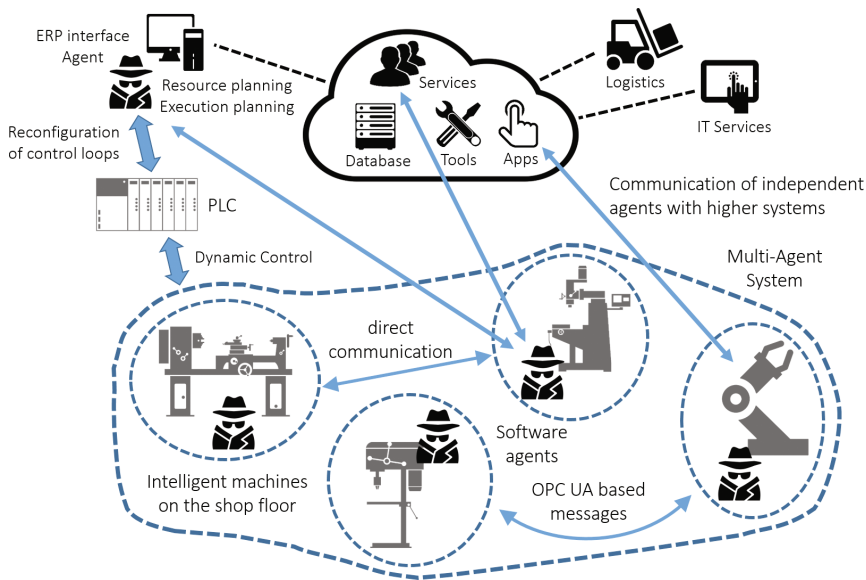 ERP interface
Agent
Resource planning
Execution planning
Services
Database
Tools
Apps
Logistics
IT Services
Reconfiguration
of control loops
PLC
Communication of independent
agents with higher systems
Dynamic Control
Multi-Agent
System
direct
communication
Software
agents
Intelligent machines
on the shop floor
OPC UA based
messages